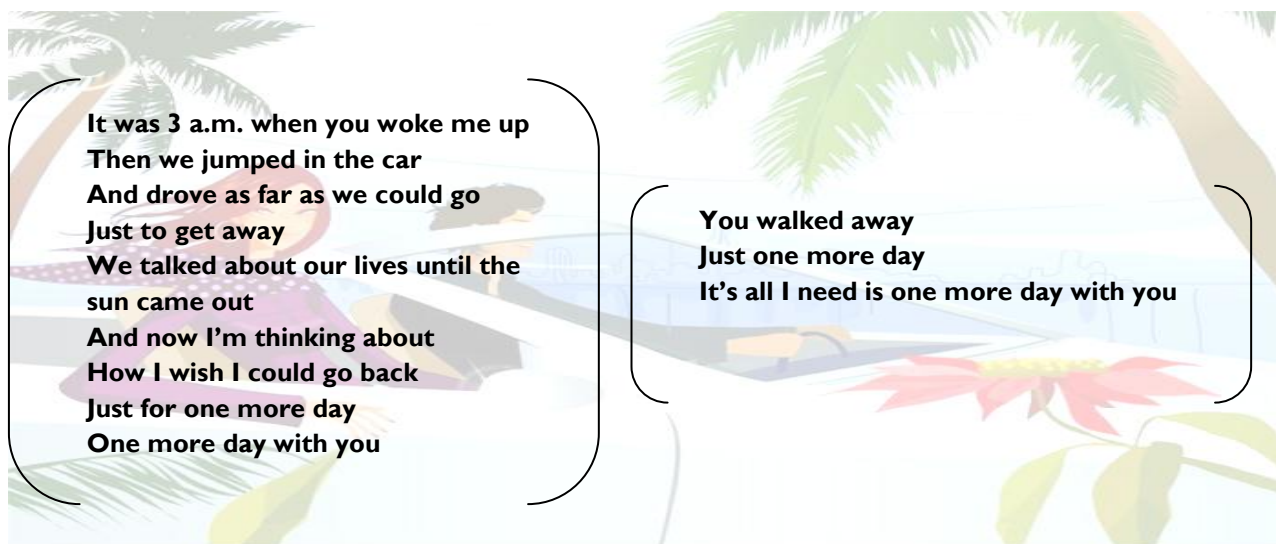 It was 3 a.m. when you woke me up
Then we jumped in the car
And drove as far as we could go
Just to get away
We talked about our lives until the
sun came out
And now I'm thinking about
How I wish I could go back
Just for one more day
One more day with you
You walked away
Just one more day
It's all I need is one more day with you